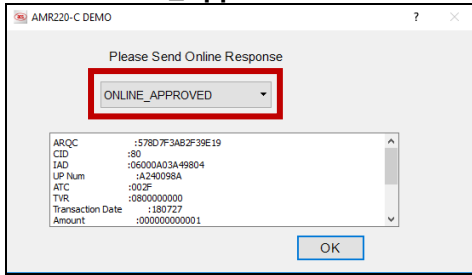 AMR220-C DEMO
Please Send Online Response
ONLINE_APPROVED
ARQC :578D7F3AB2F39E19
CID :80
IAD :06000A03A49804
UP Num :A240098A
ATC :002F
TVR :0800000000
Transaction Date :180727
Amount :000000000001
OK